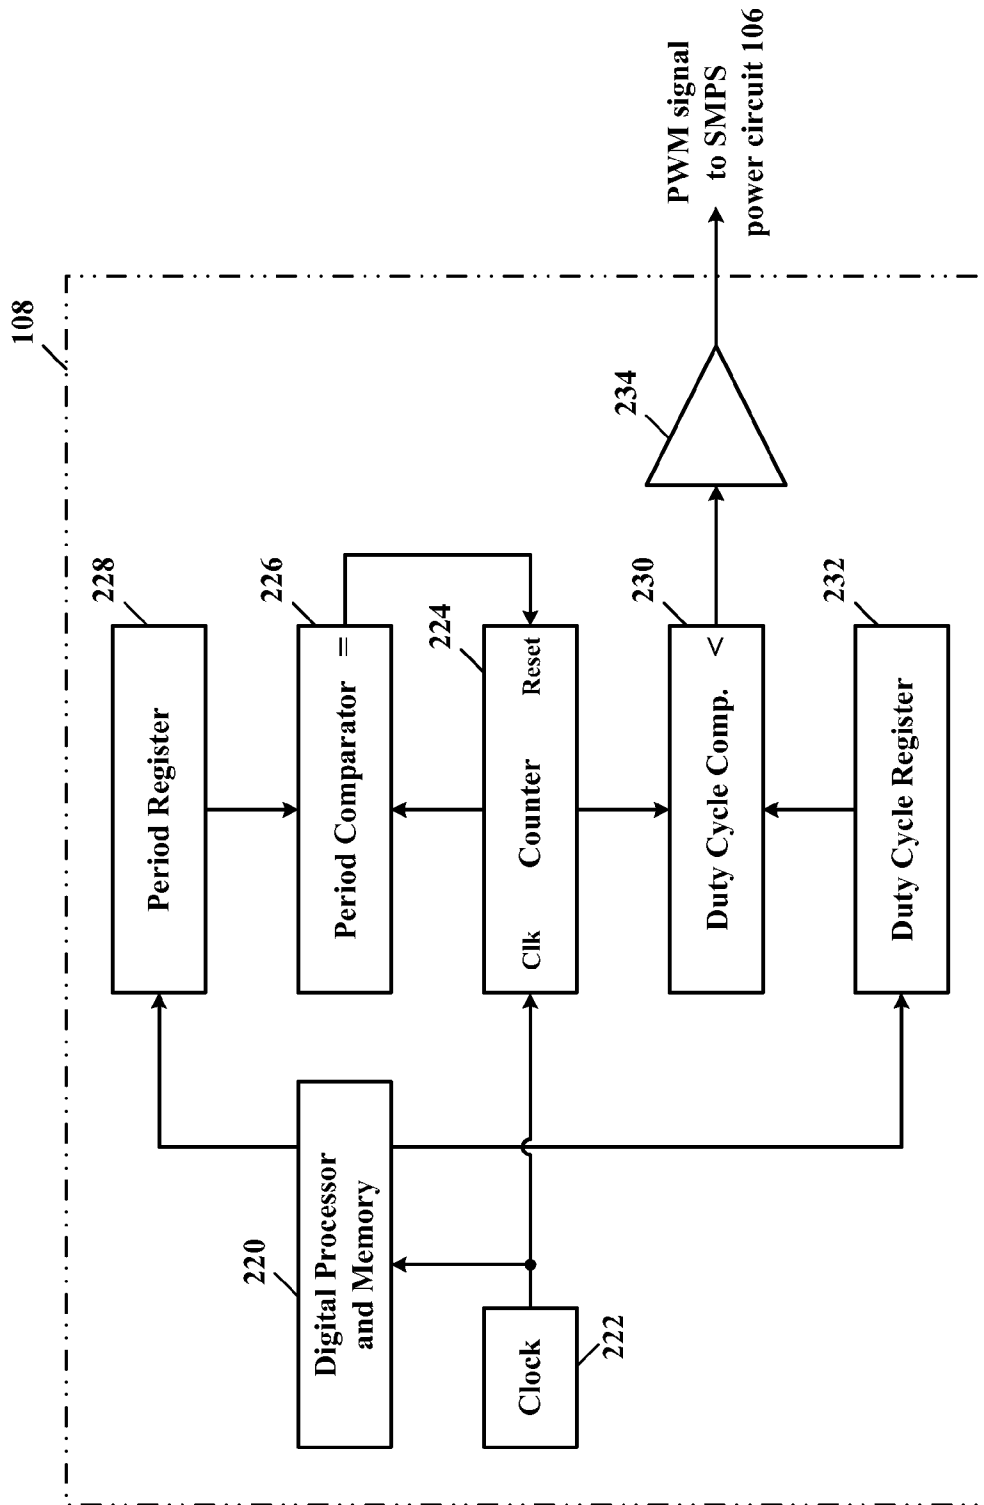 108
228
Period Register
220
226
Digital Processor
and Memory
Period Comparator
=
224
Clock
Clk
Counter
Reset
222
234
230
PWM signal
to SMPS
power circuit 106
Duty Cycle Comp.
<
232
Duty Cycle Register